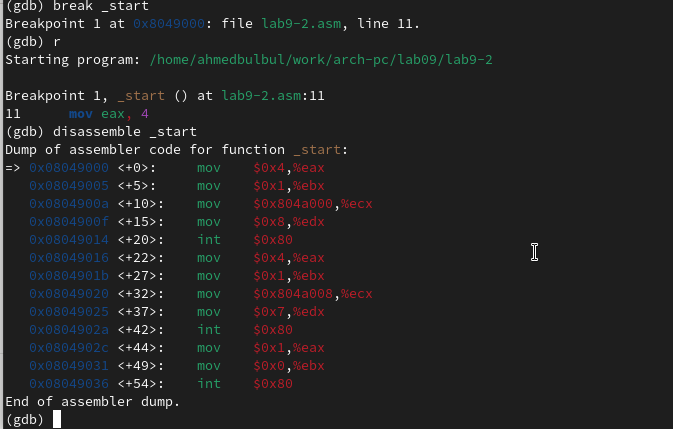 (gdb) break _start
Breakpoint 1 at 0x8049000: file lab9-2.asm, line 11.
(gdb) r
Starting program: /home/ahmedbulbul/work/arch-pc/lab09/lab9-2
Breakpoint 1, _start () at lab9-2.asm:11
11 mov eax, 4
(gdb) disassemble _start
Dump of assembler code for function _start:
=> 0x08049000 <+0>: mov $0x4,%eax
0x08049005 <+5>: mov $0x1,%ebx
0x0804900a <+10>: mov $0x804a000,%ecx
0x0804900f <+15>: mov $0x8,%edx
0x08049014 <+20>: int $0x80
0x08049016 <+22>: mov $0x4,%eax
0x0804901b <+27>: mov $0x1,%ebx
0x08049020 <+32>: mov $0x804a008,%ecx
0x08049025 <+37>: mov $0x7,%edx
0x0804902a <+42>: int $0x80
0x0804902c <+44>: mov $0x1,%eax
0x08049031 <+49>: mov $0x0,%ebx
0x08049036 <+54>: int $0x80
End of assembler dump.
(gdb)